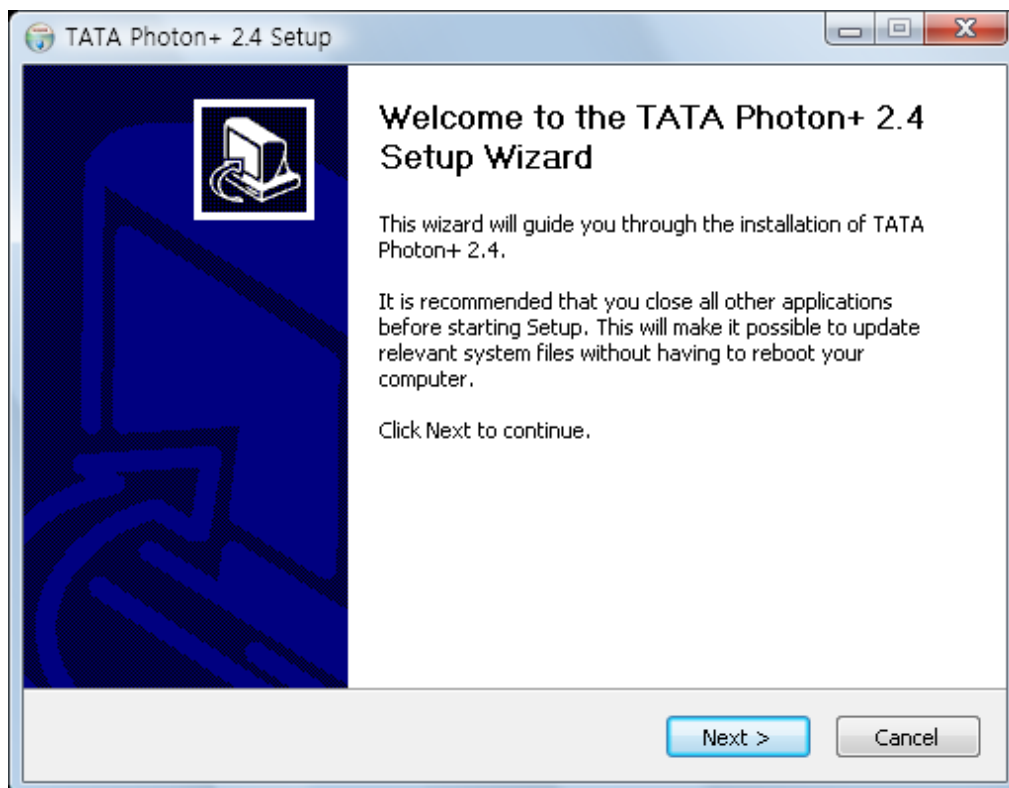 TATA Photon+ 2.4 Setup
Welcome to the TATA Photon+ 2.4
Setup Wizard
This wizard will guide you through the installation of TATA
Photon+ 2.4.
It is recommended that you close all other applications
before starting Setup. This will make it possible to update
relevant system files without having to reboot your
computer.
Click Next to continue.
Next >
Cancel